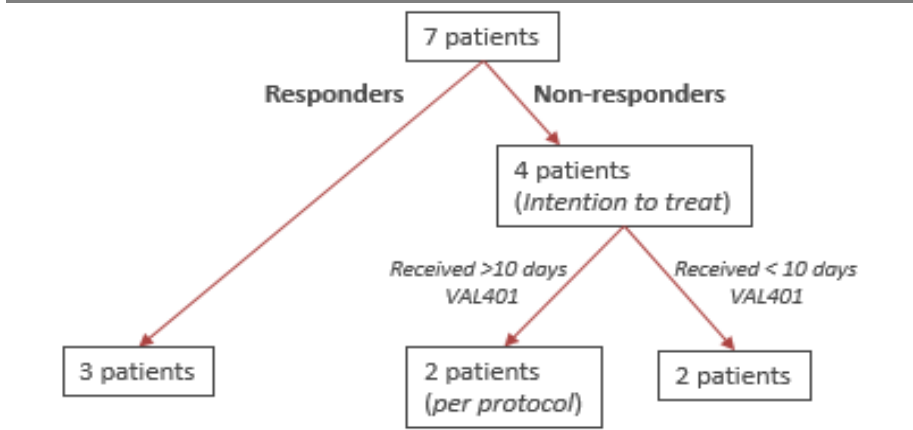 7 patients
Responders
Non-responders
4 patients
(Intention to treat)
Received >10 days
VAL401
Received < 10 days
VAL401
3 patients
2 patients
(per protocol)
2 patients